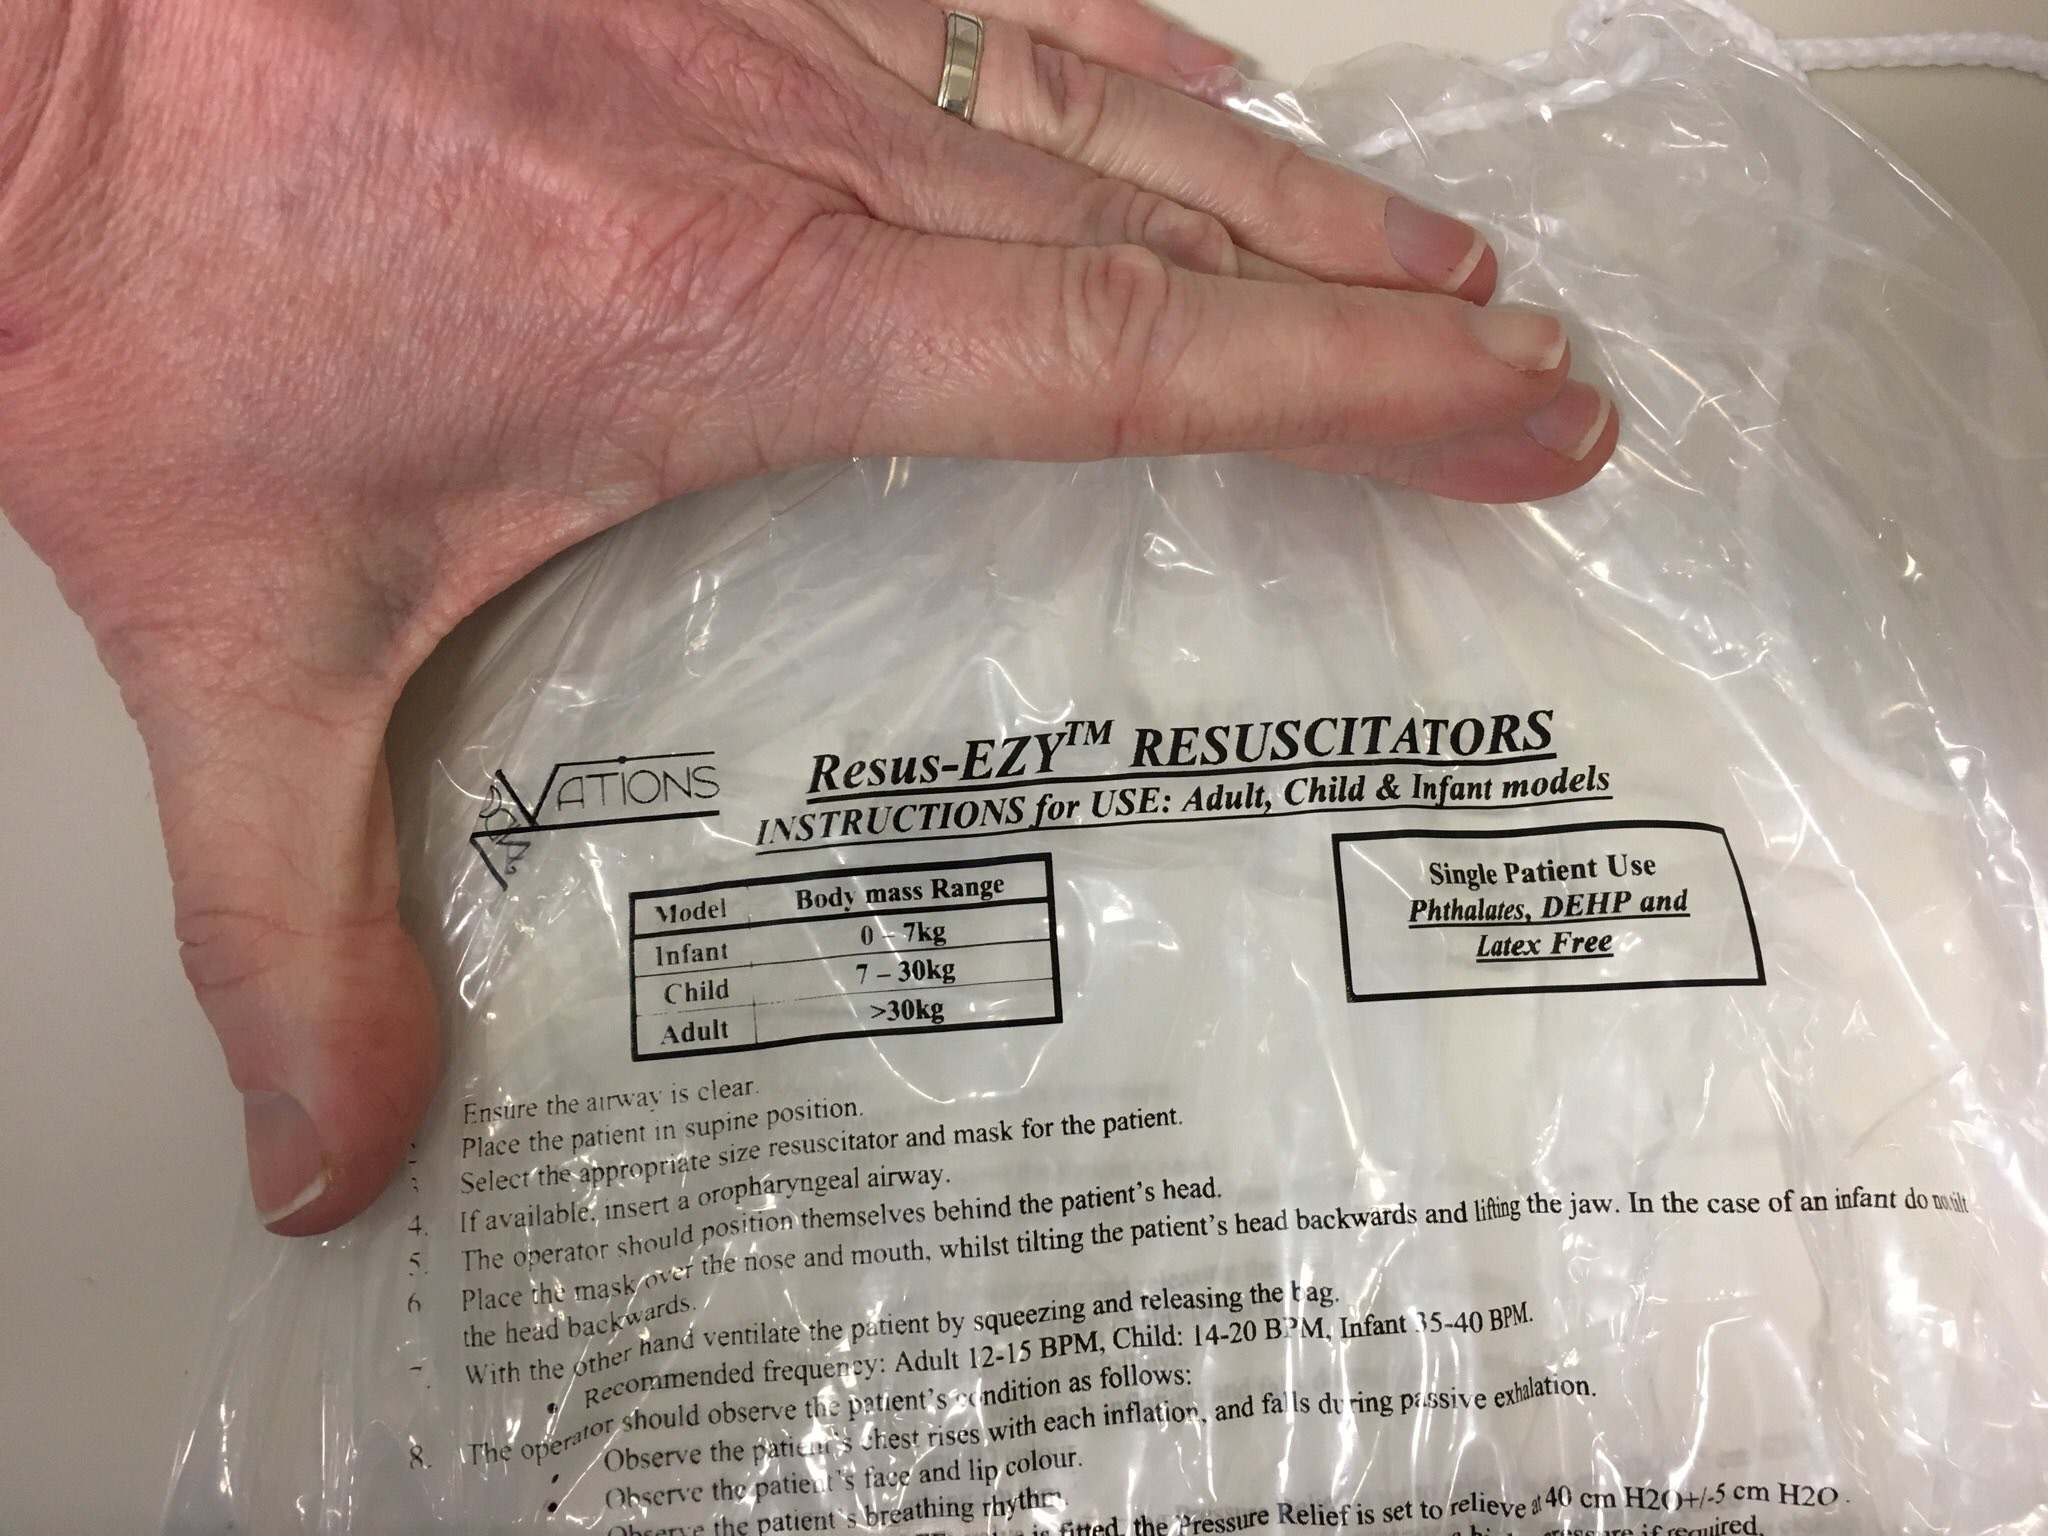 VATIONS
Resus-EZY™ RESUSCITATORS
INSTRUCTIONS for USE: Adult, Child & Infant models
Model Body mass Range
Infant 0 – 7kg
Child 7 – 30kg
Adult >30kg
Single Patient Use
Phthalates, DEHP and
Latex Free
Ensure the airway is clear.
Place the patient in supine position.
3 Select the appropriate size resuscitator and mask for the patient.
4. If available, insert a oropharyngeal airway.
5. The operator should position themselves behind the patient's head.
6 Place the mask over the nose and mouth, whilst tilting the patient's head backwards and lifting the jaw. In the case of an infant do not tilt
the head backwards.
7 With the other hand ventilate the patient by squeezing and releasing the bag.
• Recommended frequency: Adult 12-15 BPM, Child: 14-20 BPM, Infant 35-40 BPM.
8. The operator should observe the patient's condition as follows:
• Observe the patient's chest rises with each inflation, and falls during passive exhalation.
• Observe the patient's face and lip colour.
Observe the patient's breathing rhythm.
is fitted, the Pressure Relief is set to relieve at 40 cm H2O+/-5 cm H2O.
if required.